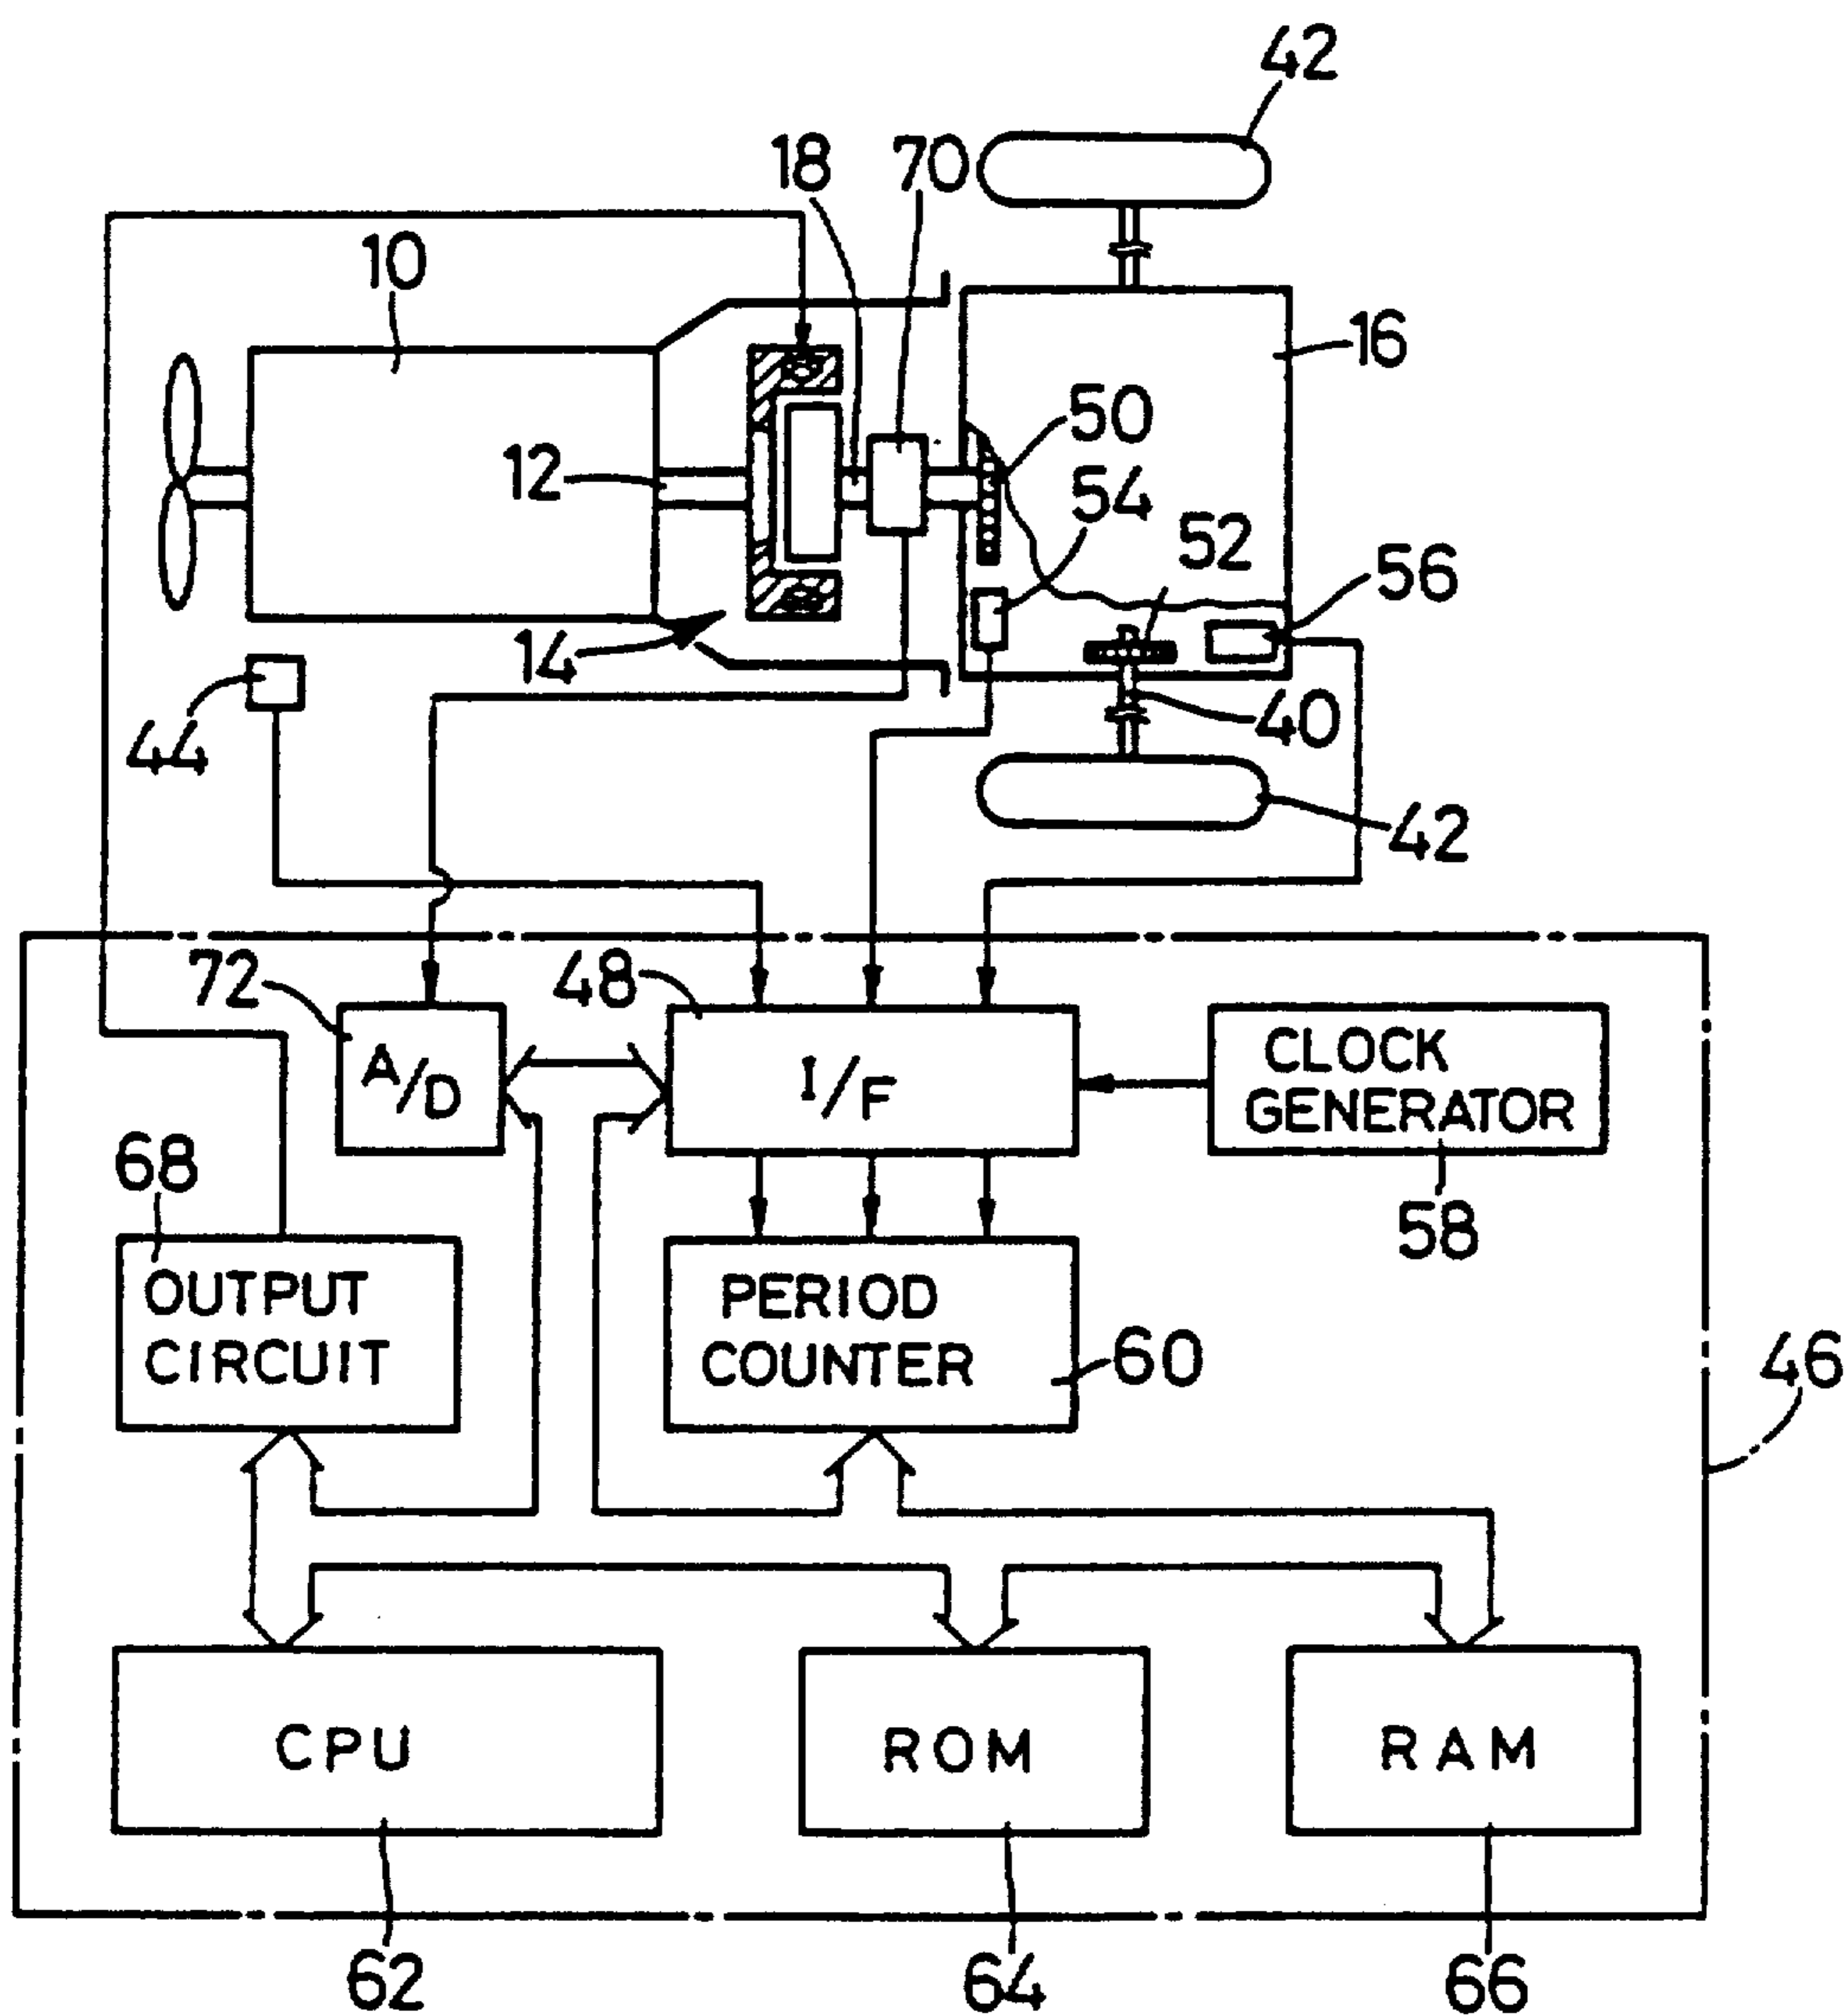 42
18
70
10
16
50
12
54
52
56
14
44
40
42
72
48
A/D
I/F
CLOCK
GENERATOR
68
58
OUTPUT
CIRCUIT
PERIOD
COUNTER
60
46
CPU
ROM
RAM
62
64
66